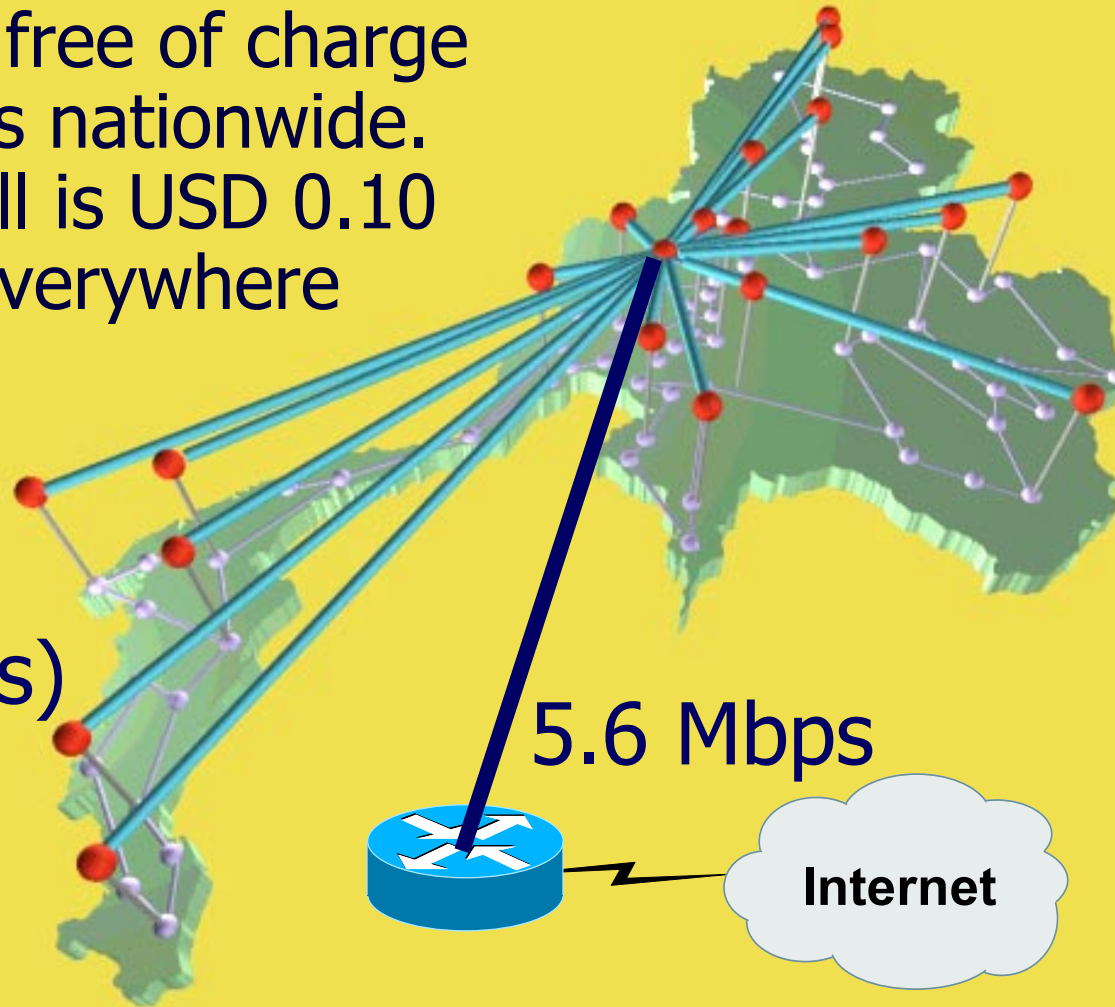 free of charge
s nationwide.
ll is USD 0.10
verywhere
s)
5.6 Mbps
Internet